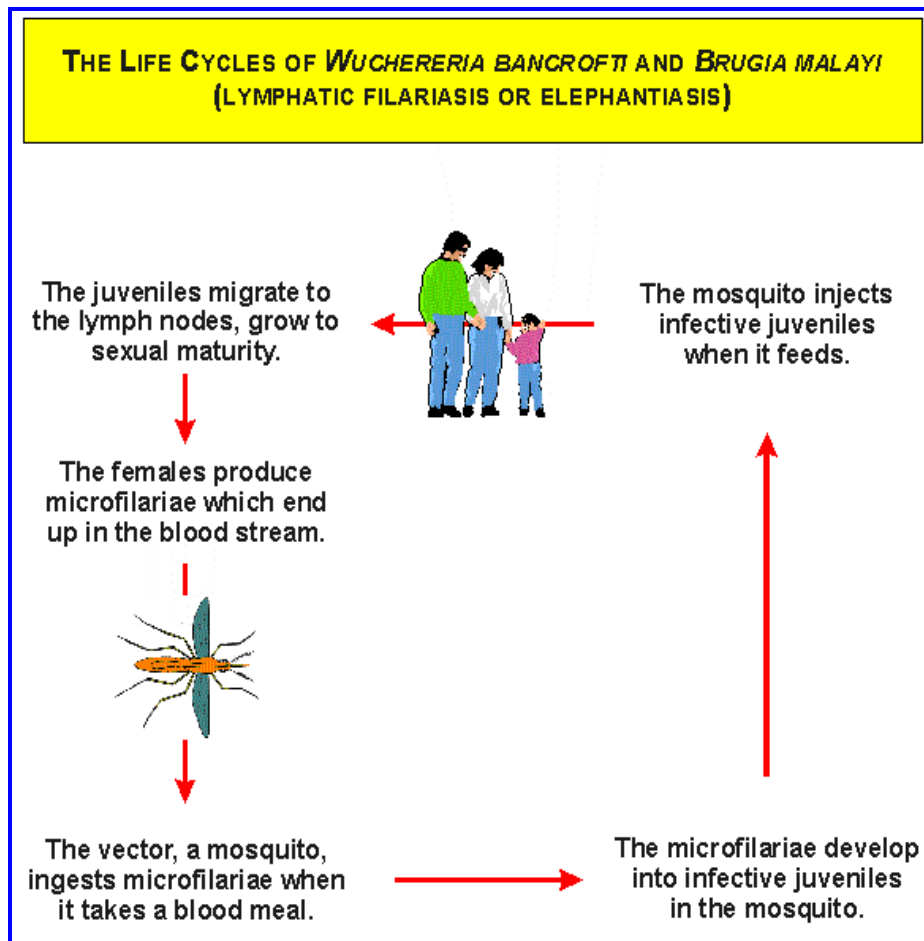 THE LIFE CYCLES OF WUCHERERIA BANCROFTI AND BRUGIA MALAYI
(LYMPHATIC FILARIASIS OR ELEPHANTIASIS)
The juveniles migrate to
the lymph nodes, grow to
sexual maturity.
The mosquito injects
infective juveniles
when it feeds.
The females produce
microfilariae which end
up in the blood stream.
The vector, a mosquito,
ingests microfilariae when
it takes a blood meal.
The microfilariae develop
into infective juveniles
in the mosquito.